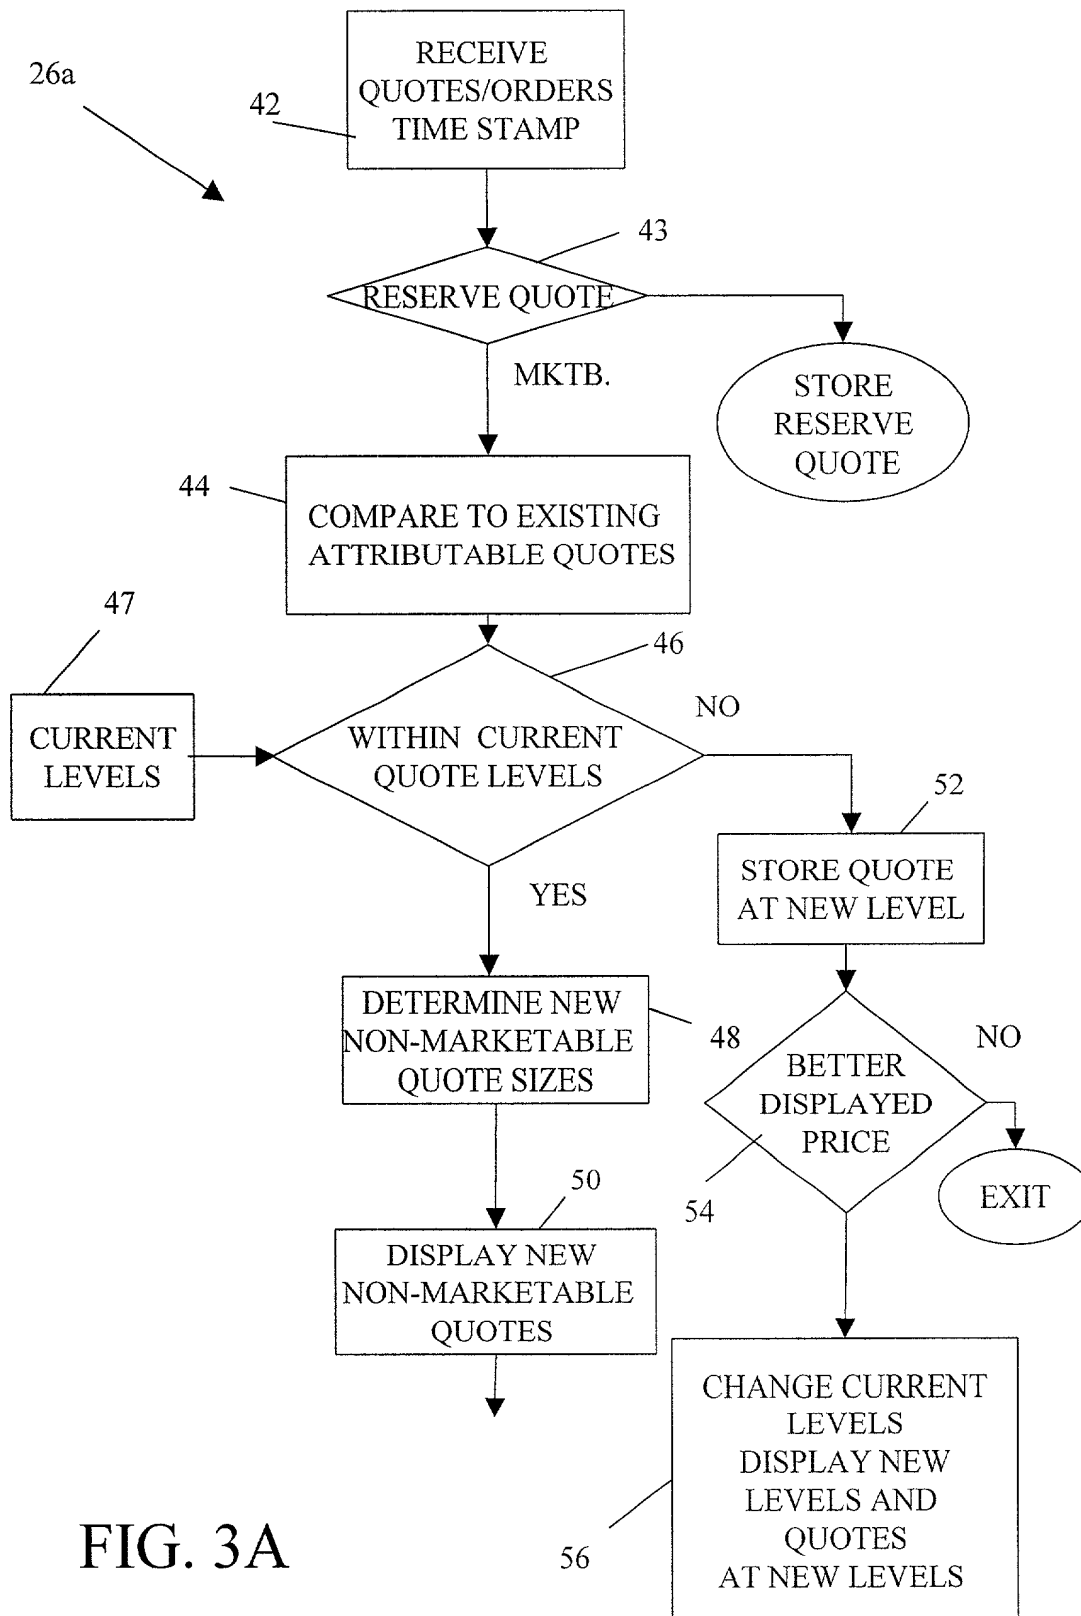 26a
42
RECEIVE
QUOTES/ORDERS
TIME STAMP
43
RESERVE QUOTE
MKTB.
STORE
RESERVE
QUOTE
44
COMPARE TO EXISTING
ATTRIBUTABLE QUOTES
47
CURRENT
LEVELS
46
WITHIN CURRENT
QUOTE LEVELS
NO
YES
52
STORE QUOTE
AT NEW LEVEL
DETERMINE NEW
NON-MARKETABLE
QUOTE SIZES
48
BETTER
DISPLAYED
PRICE
NO
54
EXIT
50
DISPLAY NEW
NON-MARKETABLE
QUOTES
CHANGE CURRENT
LEVELS
DISPLAY NEW
LEVELS AND
QUOTES
AT NEW LEVELS
56
FIG. 3A